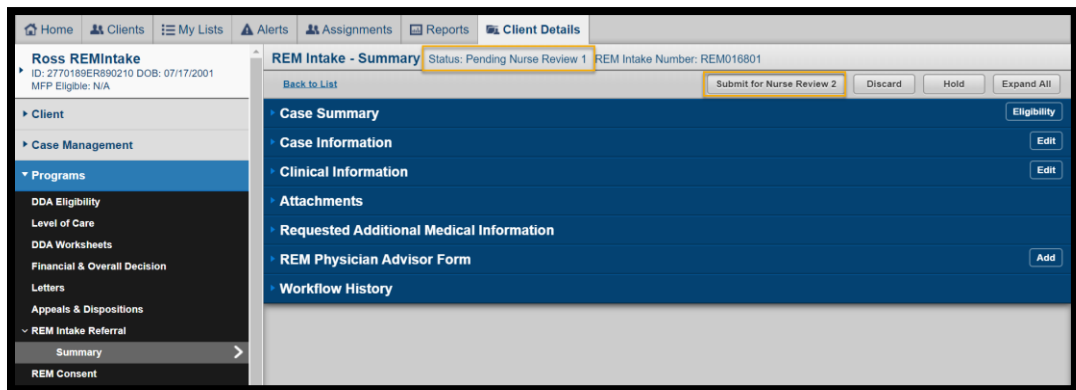 Home Clients My Lists Alerts Assignments Reports Client Details
Ross REMIntake
ID: 2770189ER890210 DOB: 07/17/2001
MFP Eligible: N/A
Client
Case Management
Programs
DDA Eligibility
Level of Care
DDA Worksheets
Financial & Overall Decision
Letters
Appeals & Dispositions
REM Intake Referral
Summary
REM Consent
REM Intake - Summary Status: Pending Nurse Review 1 REM Intake Number: REM016801
Back to List Submit for Nurse Review 2 Discard Hold Expand All
Case Summary Eligibility
Case Information Edit
Clinical Information Edit
Attachments
Requested Additional Medical Information
REM Physician Advisor Form Add
Workflow History